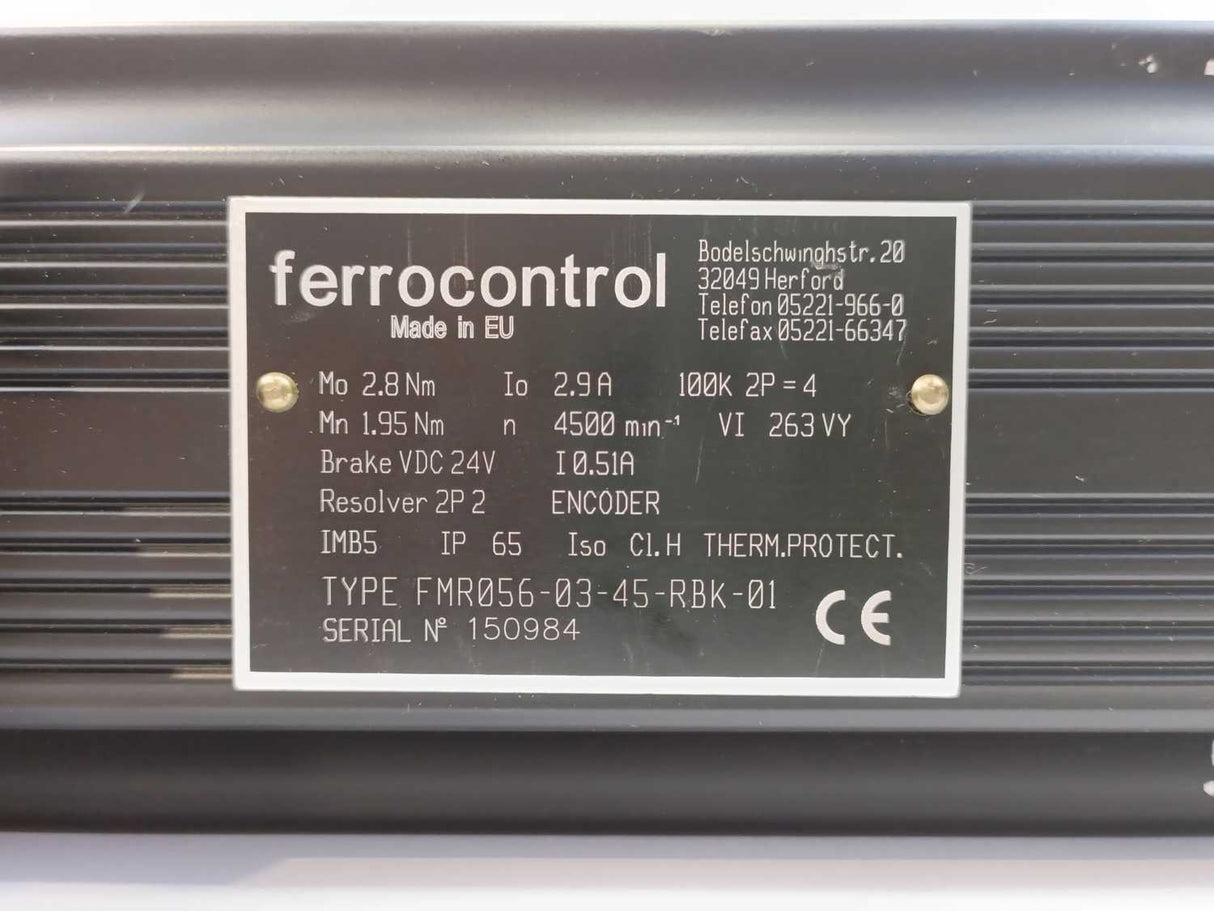 ferrocontrol
Made in EU
Bodelschwinghstr. 20
32049 Herford
Telefon 05221-966-0
Telefax 05221-66347
Mo 2.8 Nm Io 2.9 A 100K 2P = 4
Mn 1.95 Nm n 4500 min⁻¹ VI 263 VY
Brake VDC 24V I 0.51A
Resolver 2P 2 ENCODER
IMB5 IP 65 Iso Cl. H THERM.PROTECT.
TYPE FMR056-03-45-RBK-01
SERIAL Nº 150984
CE